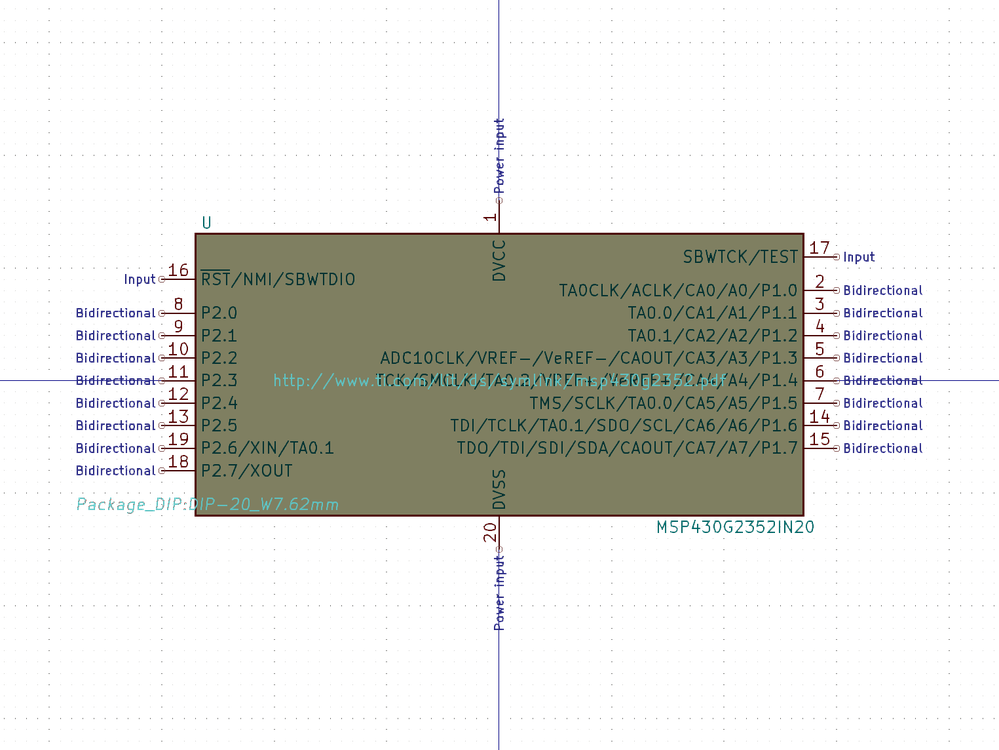 Power input
1
DVCC
U
16
Input
RST/NMI/SBWTDIO
8
Bidirectional
P2.0
9
Bidirectional
P2.1
10
Bidirectional
P2.2
11
Bidirectional
P2.3
12
Bidirectional
P2.4
13
Bidirectional
P2.5
19
Bidirectional
P2.6/XIN/TA0.1
18
Bidirectional
P2.7/XOUT
SBWTCK/TEST
17
Input
TA0CLK/ACLK/CA0/A0/P1.0
2
Bidirectional
TA0.0/CA1/A1/P1.1
3
Bidirectional
TA0.1/CA2/A2/P1.2
4
Bidirectional
ADC10CLK/VREF-/VeREF-/CAOUT/CA3/A3/P1.3
5
Bidirectional
http://www.ti.com/lit/ds/symlink/msp430g2352.pdf
TCK/SMCLK/TA0.2/VREF+/VeREF+/CA4/A4/P1.4
6
Bidirectional
TMS/SCLK/TA0.0/CA5/A5/P1.5
7
Bidirectional
TDI/TCLK/TA0.1/SDO/SCL/CA6/A6/P1.6
14
Bidirectional
TDO/TDI/SDI/SDA/CAOUT/CA7/A7/P1.7
15
Bidirectional
Package_DIP:DIP-20_W7.62mm
DVSS
20
Power input
MSP430G2352IN20